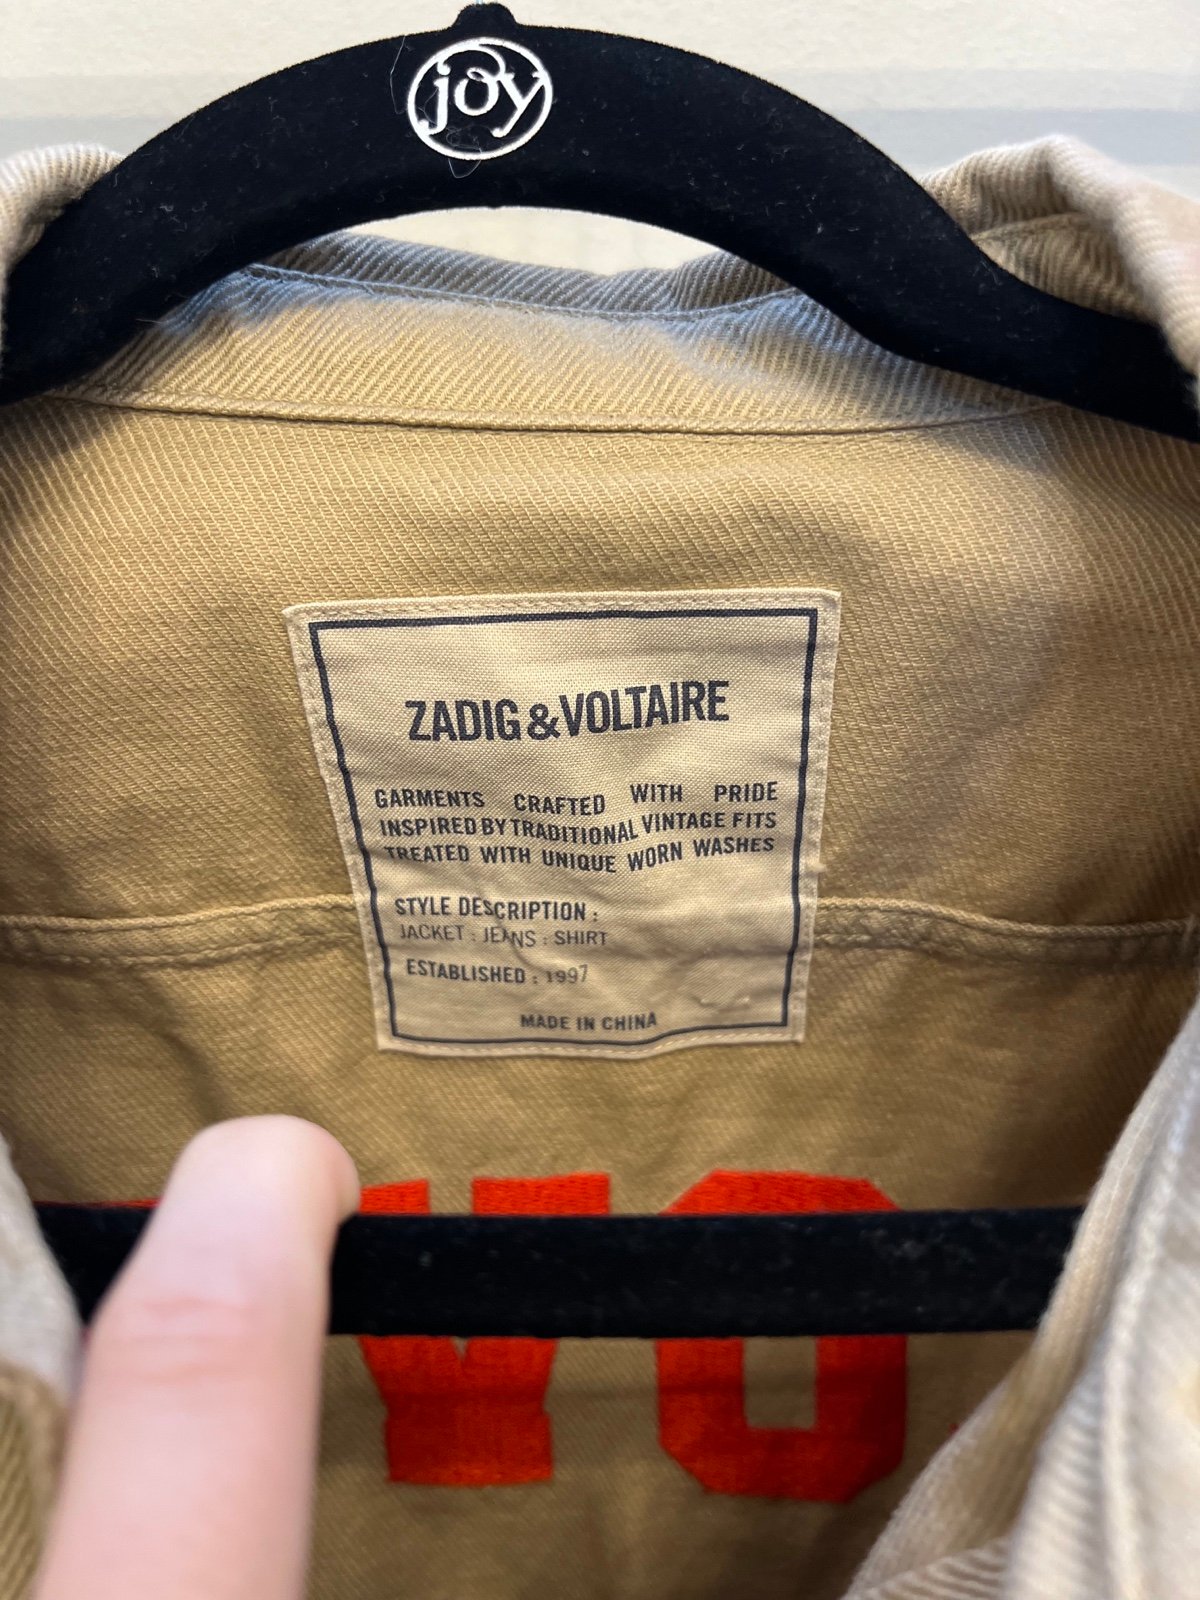 joy
ZADIG&VOLTAIRE
GARMENTS CRAFTED WITH PRIDE
INSPIRED BY TRADITIONAL VINTAGE FITS
TREATED WITH UNIQUE WORN WASHES
STYLE DESCRIPTION :
JACKET : JEANS : SHIRT
ESTABLISHED : 1997
MADE IN CHINA